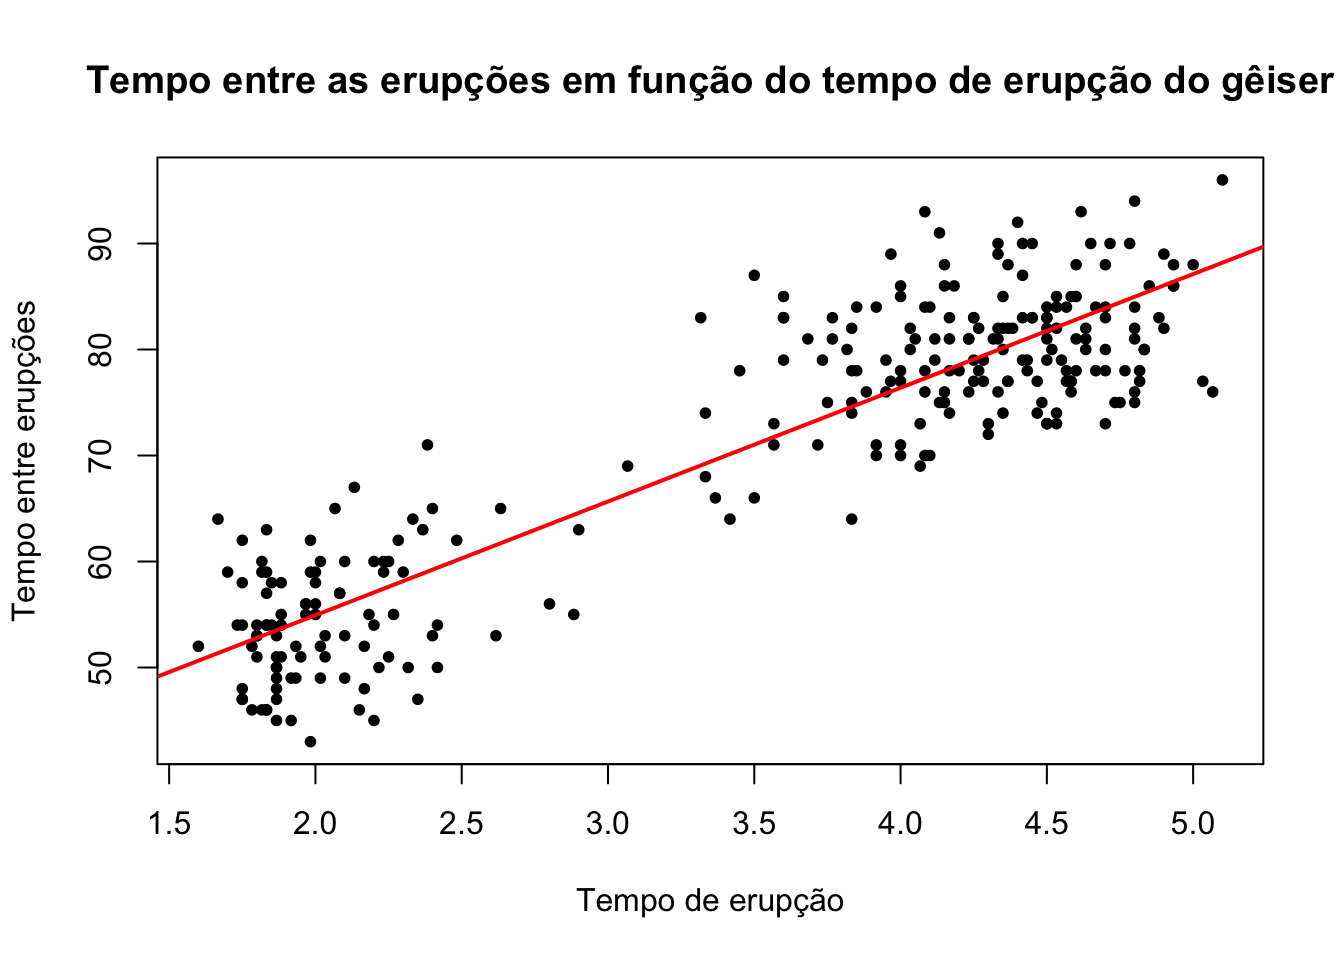 Tempo entre as erupções em função do tempo de erupção do gêiser
Tempo entre erupções
90
80
70
60
50
1.5 2.0 2.5 3.0 3.5 4.0 4.5 5.0
Tempo de erupção